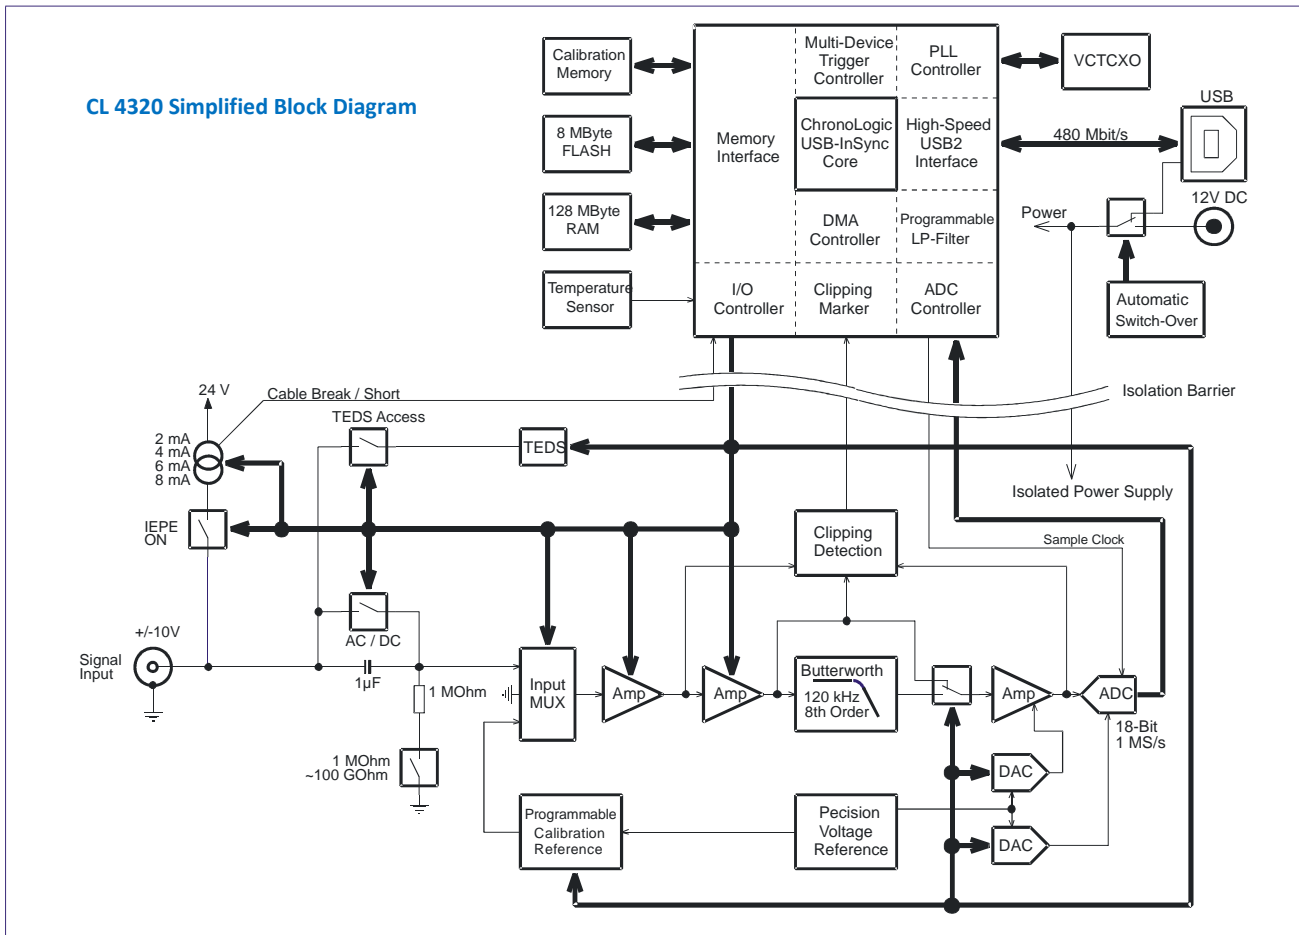 CL 4320 Simplified Block Diagram
Calibration
Memory
8 MByte
FLASH
128 MByte
RAM
Temperature
Sensor
Memory
Interface
Multi-Device
Trigger
Controller
PLL
Controller
ChronoLogic
USB-InSync
Core
High-Speed
USB2
Interface
DMA
Controller
Programmable
LP-Filter
I/O
Controller
Clipping
Marker
ADC
Controller
VCTCXO
USB
480 Mbit/s
12V DC
Power
Automatic
Switch-Over
Isolation Barrier
Isolated Power Supply
24 V
Cable Break / Short
TEDS Access
TEDS
2 mA
4 mA
6 mA
8 mA
IEPE
ON
Clipping
Detection
Sample Clock
+/-10V
Signal
Input
AC / DC
1µF
1 MOhm
1 MOhm
~100 GOhm
Input
MUX
Amp
Amp
Butterworth
120 kHz
8th Order
Amp
ADC
18-Bit
1 MS/s
DAC
DAC
Programmable
Calibration
Reference
Pecision
Voltage
Reference